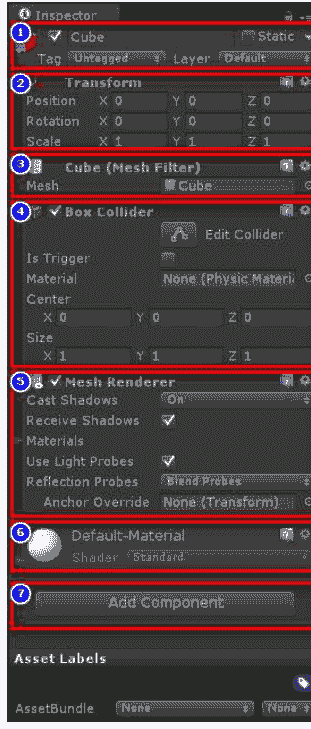 Inspector
1 Cube Static
Tag Untagged Layer Default
2 Transform
Position X 0 Y 0 Z 0
Rotation X 0 Y 0 Z 0
Scale X 1 Y 1 Z 1
3 Cube (Mesh Filter)
Mesh Cube
4 Box Collider
Edit Collider
Is Trigger
Material None (Physic Materi
Center
X 0 Y 0 Z 0
Size
X 1 Y 1 Z 1
5 Mesh Renderer
Cast Shadows On
Receive Shadows
Materials
Use Light Probes
Reflection Probes Blend Probes
Anchor Override None (Transform)
6 Default-Material
Shader Standard
7 Add Component
Asset Labels
AssetBundle None None